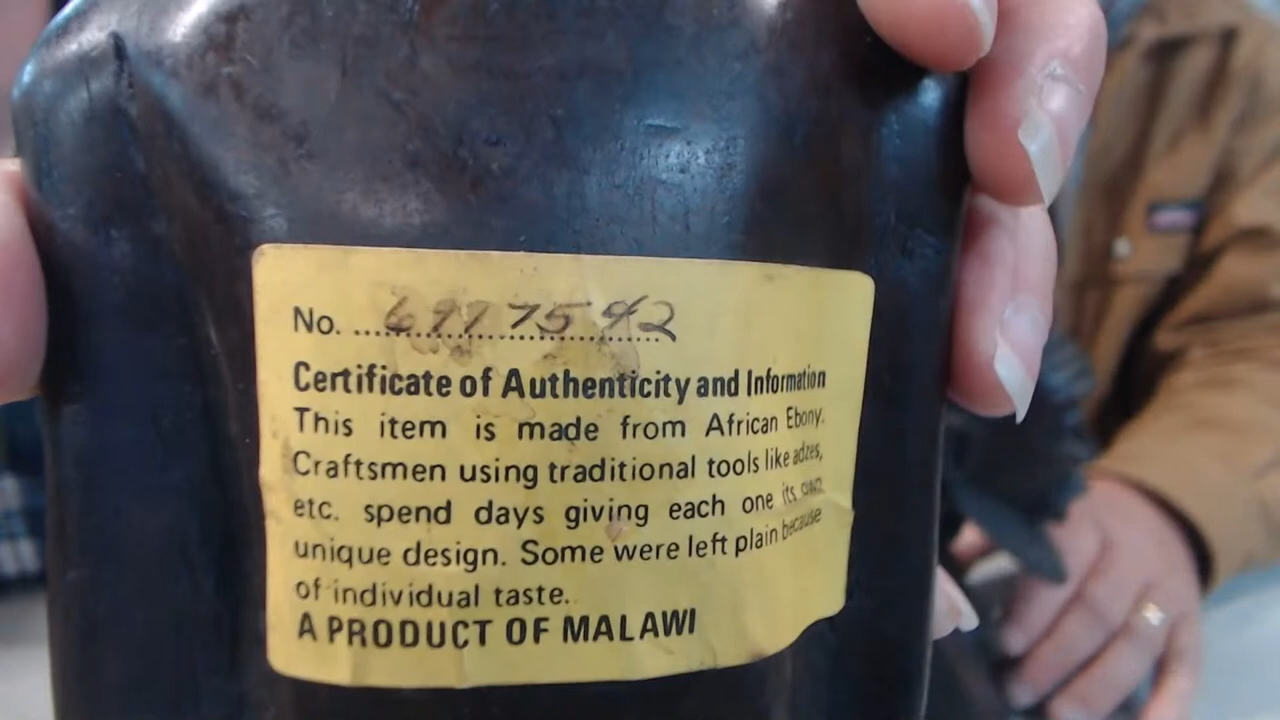 No. ....6977542
Certificate of Authenticity and Information
This item is made from African Ebony.
Craftsmen using traditional tools like adzes,
etc. spend days giving each one its own
unique design. Some were left plain because
of individual taste.
A PRODUCT OF MALAWI